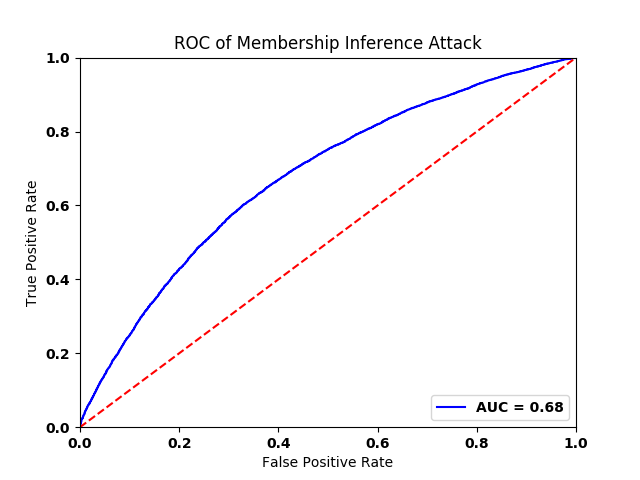 ROC of Membership Inference Attack
True Positive Rate
1.0
0.8
0.6
0.4
0.2
0.0
AUC = 0.68
0.0 0.2 0.4 0.6 0.8 1.0
False Positive Rate